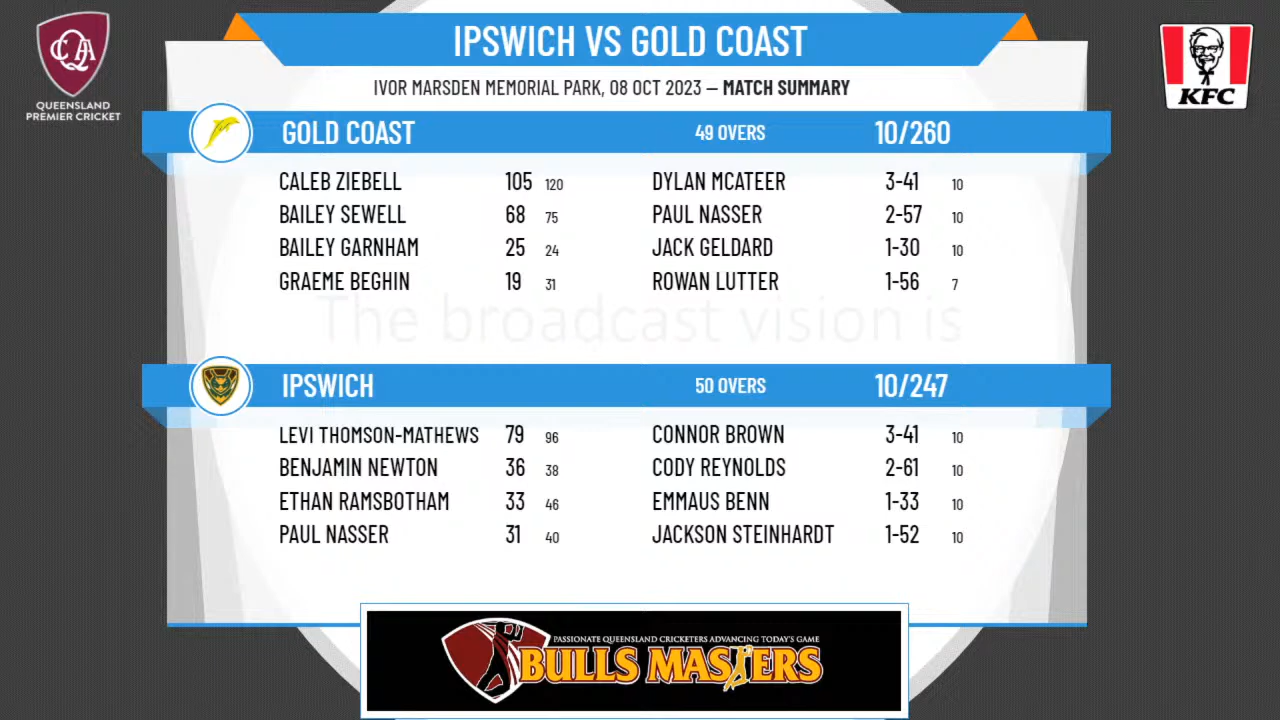 IPSWICH VS GOLD COAST
IVOR MARSDEN MEMORIAL PARK, 08 OCT 2023 – MATCH SUMMARY
CQA
QUEENSLAND
PREMIER CRICKET
KFC
GOLD COAST 49 OVERS 10/260
CALEB ZIEBELL 105 120 DYLAN MCATEER 3-41 10
BAILEY SEWELL 68 75 PAUL NASSER 2-57 10
BAILEY GARNHAM 25 24 JACK GELDARD 1-30 10
GRAEME BEGHIN 19 31 ROWAN LUTTER 1-56 7
The broadcast vision is
IPSWICH 50 OVERS 10/247
LEVI THOMSON-MATHEWS 79 96 CONNOR BROWN 3-41 10
BENJAMIN NEWTON 36 38 CODY REYNOLDS 2-61 10
ETHAN RAMSBOTHAM 33 46 EMMAUS BENN 1-33 10
PAUL NASSER 31 40 JACKSON STEINHARDT 1-52 10
PASSIONATE QUEENSLAND CRICKETERS ADVANCING TODAY'S GAME
BULLS MASTERS